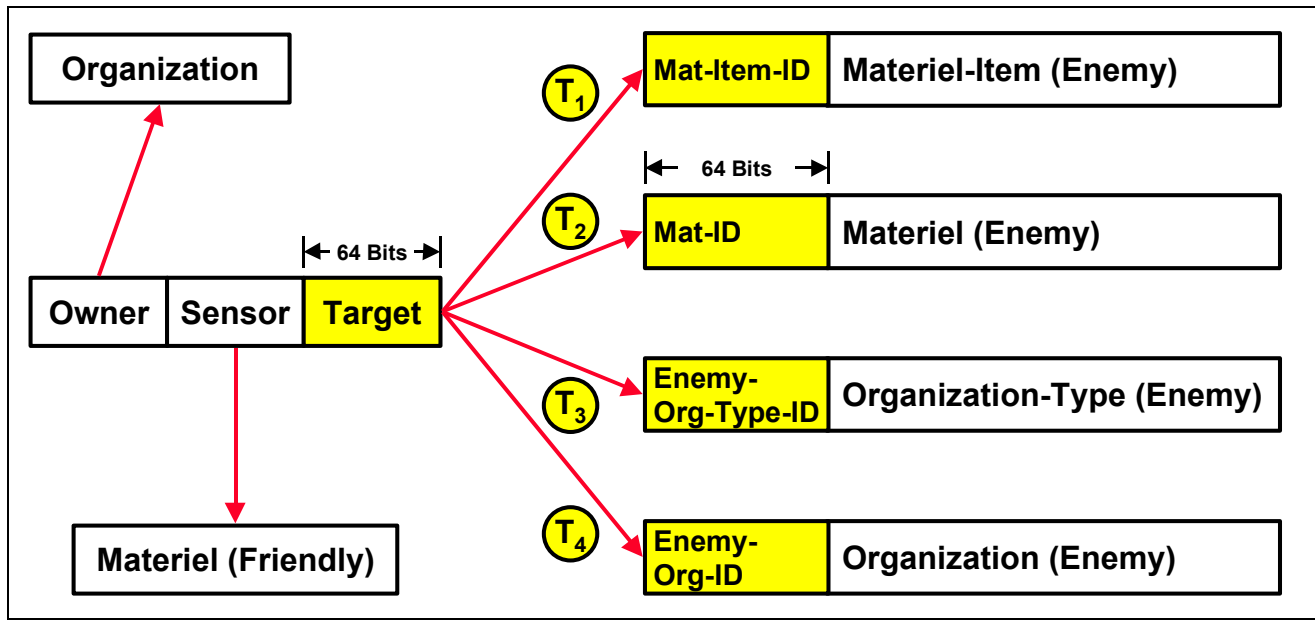 Organization
T1
Mat-Item-ID
Materiel-Item (Enemy)
64 Bits
T2
Mat-ID
Materiel (Enemy)
64 Bits
Owner
Sensor
Target
T3
Enemy-
Org-Type-ID
Organization-Type (Enemy)
T4
Enemy-
Org-ID
Organization (Enemy)
Materiel (Friendly)